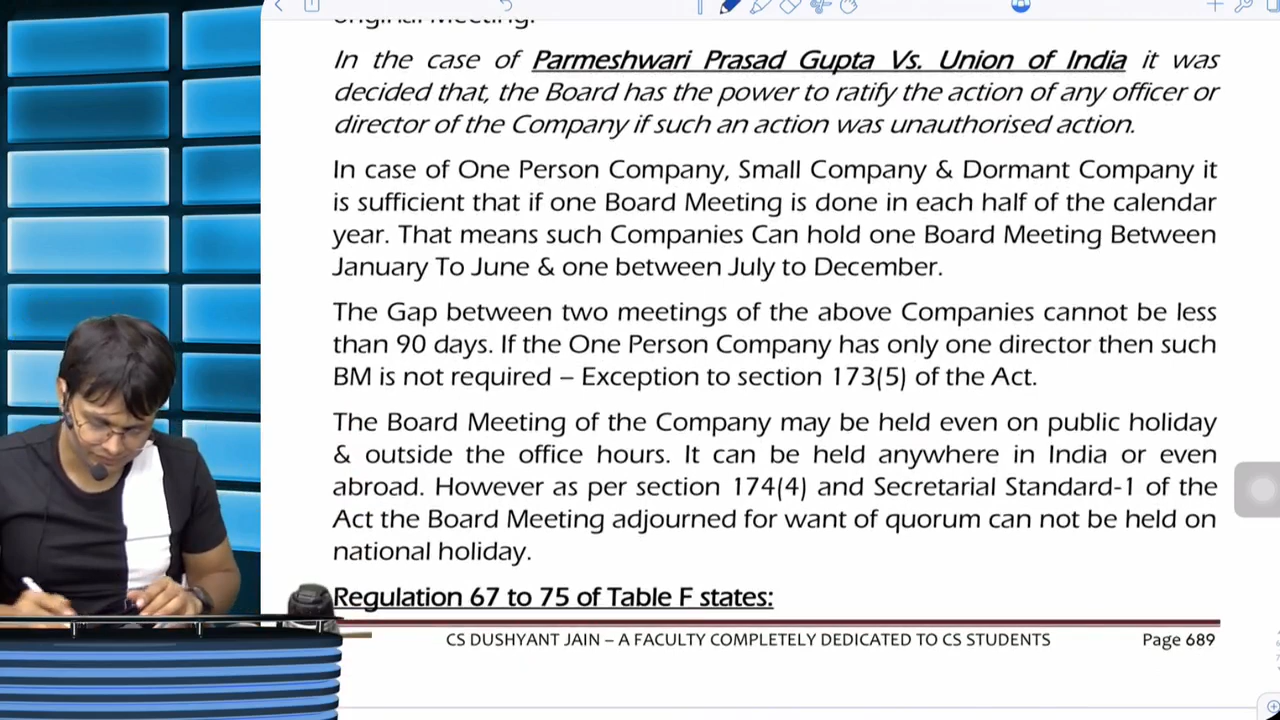 original Meeting.
In the case of Parmeshwari Prasad Gupta Vs. Union of India it was
decided that, the Board has the power to ratify the action of any officer or
director of the Company if such an action was unauthorised action.
In case of One Person Company, Small Company & Dormant Company it
is sufficient that if one Board Meeting is done in each half of the calendar
year. That means such Companies Can hold one Board Meeting Between
January To June & one between July to December.
The Gap between two meetings of the above Companies cannot be less
than 90 days. If the One Person Company has only one director then such
BM is not required – Exception to section 173(5) of the Act.
The Board Meeting of the Company may be held even on public holiday
& outside the office hours. It can be held anywhere in India or even
abroad. However as per section 174(4) and Secretarial Standard-1 of the
Act the Board Meeting adjourned for want of quorum can not be held on
national holiday.
Regulation 67 to 75 of Table F states:
CS DUSHYANT JAIN – A FACULTY COMPLETELY DEDICATED TO CS STUDENTS Page 689